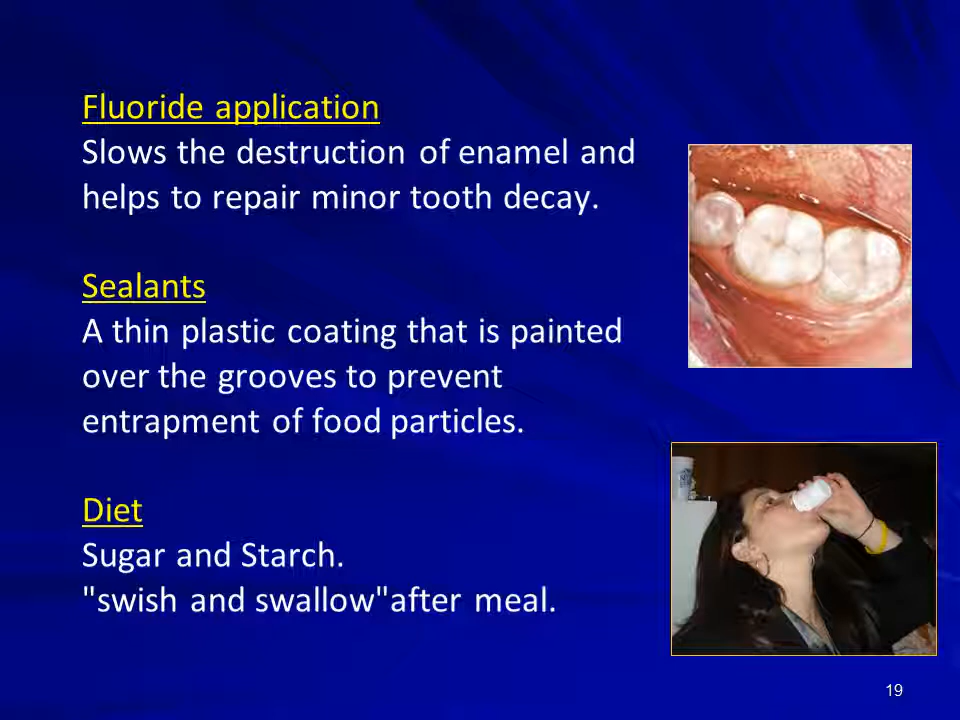 Fluoride application
Slows the destruction of enamel and
helps to repair minor tooth decay.
Sealants
A thin plastic coating that is painted
over the grooves to prevent
entrapment of food particles.
Diet
Sugar and Starch.
"swish and swallow"after meal.
19